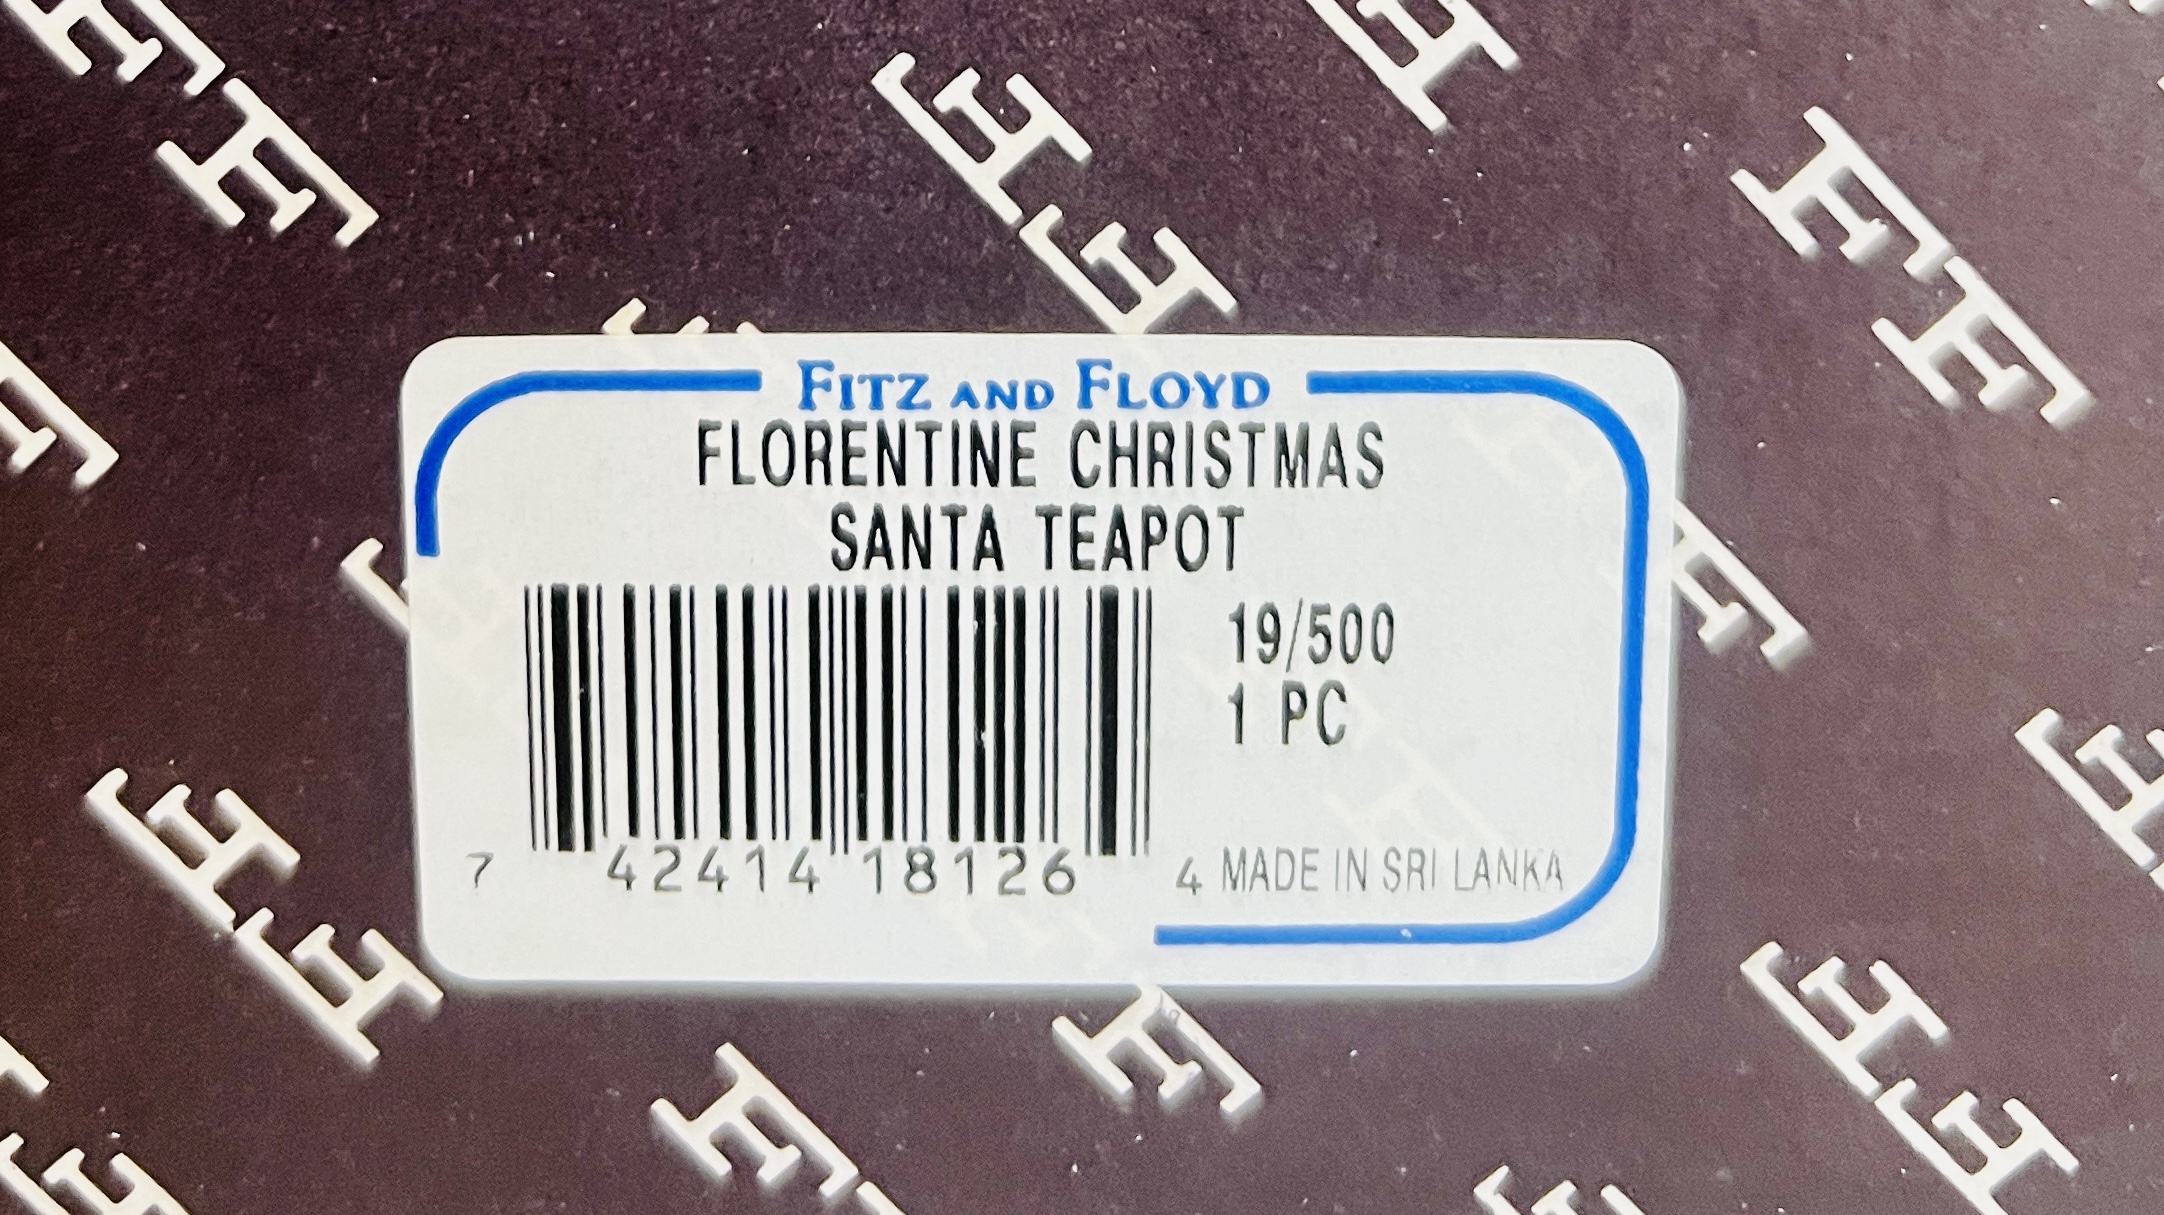 FITZ AND FLOYD
FLORENTINE CHRISTMAS
SANTA TEAPOT
19/500
1 PC
7 42414 18126 4 MADE IN SRI LANKA